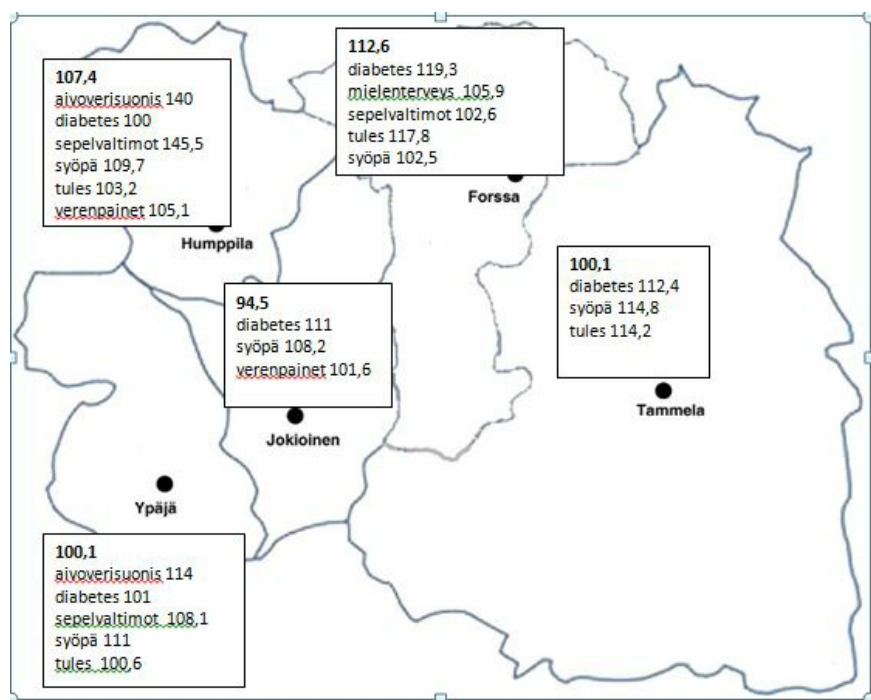 107,4
aivoverisuonis 140
diabetes 100
sepelvaltimot 145,5
syöpä 109,7
tules 103,2
verenpainet 105,1
Humppila
112,6
diabetes 119,3
mielenterveys 105,9
sepelvaltimot 102,6
tules 117,8
syöpä 102,5
Forssa
94,5
diabetes 111
syöpä 108,2
verenpainet 101,6
Jokioinen
100,1
diabetes 112,4
syöpä 114,8
tules 114,2
Tammela
Ypäjä
100,1
aivoverisuonis 114
diabetes 101
sepelvaltimot 108,1
syöpä 111
tules 100,6